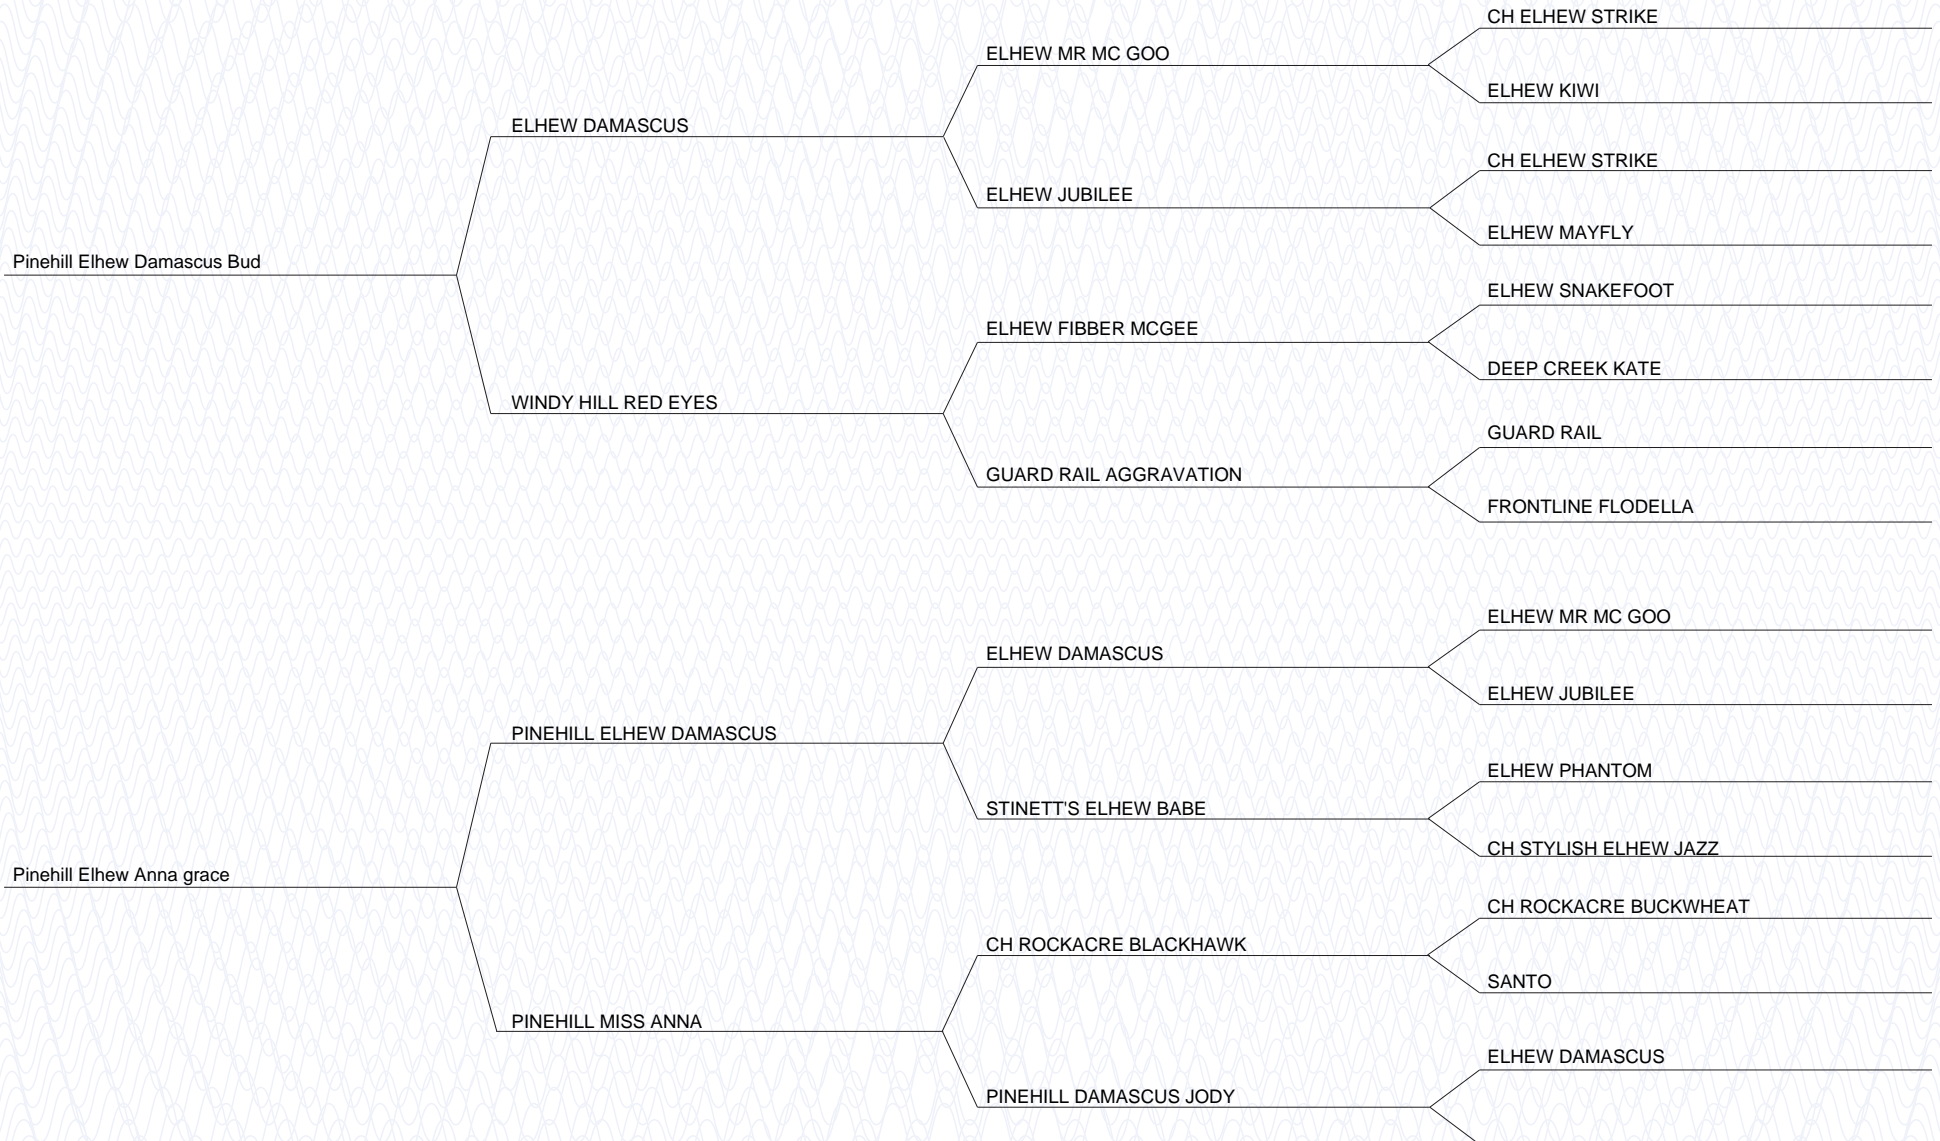 CH ELHEW STRIKE
ELHEW MR MC GOO
ELHEW KIWI
ELHEW DAMASCUS
CH ELHEW STRIKE
ELHEW JUBILEE
ELHEW MAYFLY
Pinehill Elhew Damascus Bud
ELHEW SNAKEFOOT
ELHEW FIBBER MCGEE
DEEP CREEK KATE
WINDY HILL RED EYES
GUARD RAIL
GUARD RAIL AGGRAVATION
FRONTLINE FLODELLA
ELHEW MR MC GOO
ELHEW DAMASCUS
ELHEW JUBILEE
PINEHILL ELHEW DAMASCUS
ELHEW PHANTOM
STINETT'S ELHEW BABE
CH STYLISH ELHEW JAZZ
Pinehill Elhew Anna grace
CH ROCKACRE BUCKWHEAT
CH ROCKACRE BLACKHAWK
SANTO
PINEHILL MISS ANNA
ELHEW DAMASCUS
PINEHILL DAMASCUS JODY